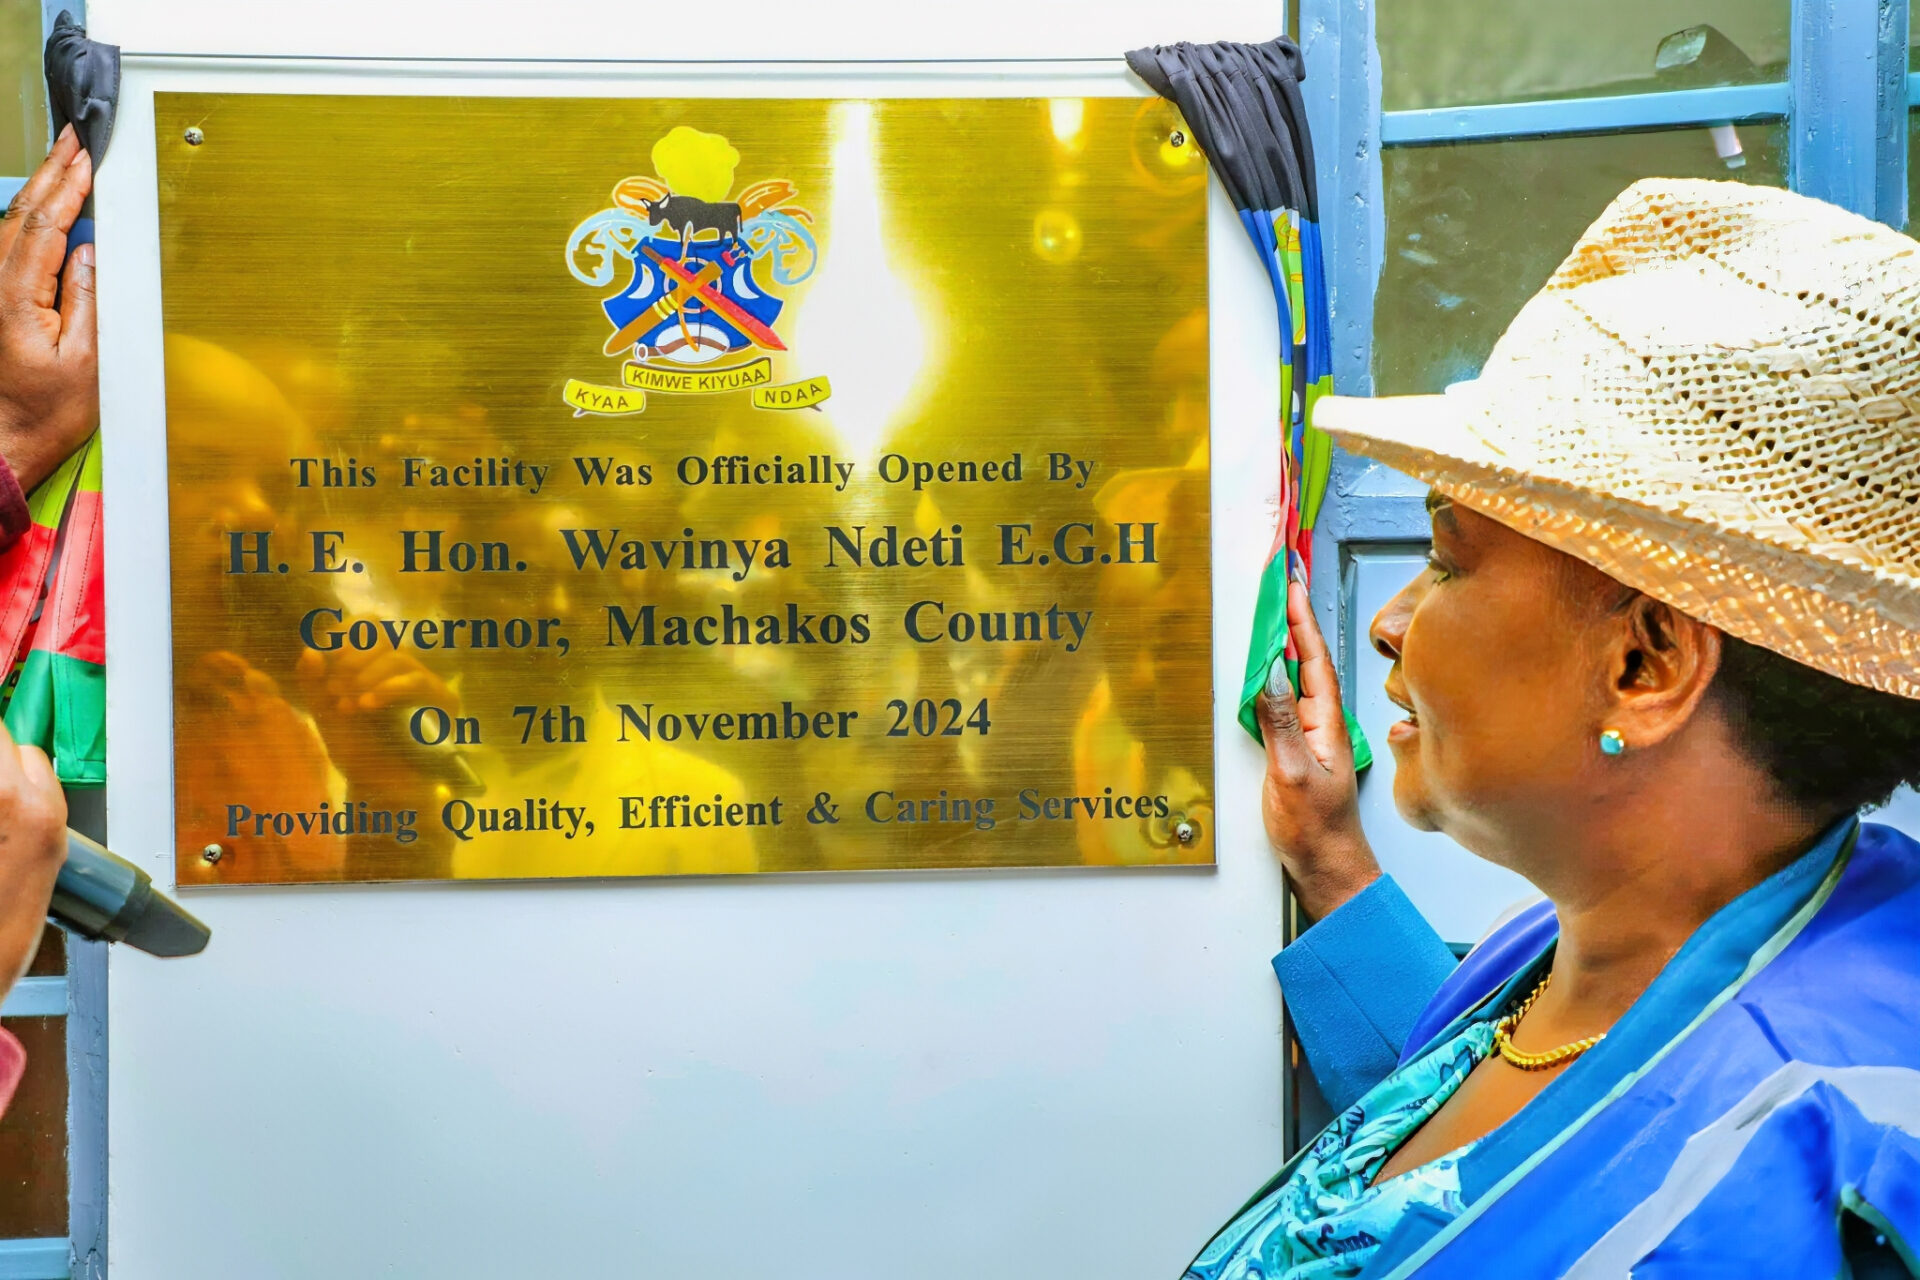 KIMWE KIYUAA
KYAA NDAA
This Facility Was Officially Opened By
H. E. Hon. Wavinya Ndeti E.G.H
Governor, Machakos County
On 7th November 2024
Providing Quality, Efficient & Caring Services